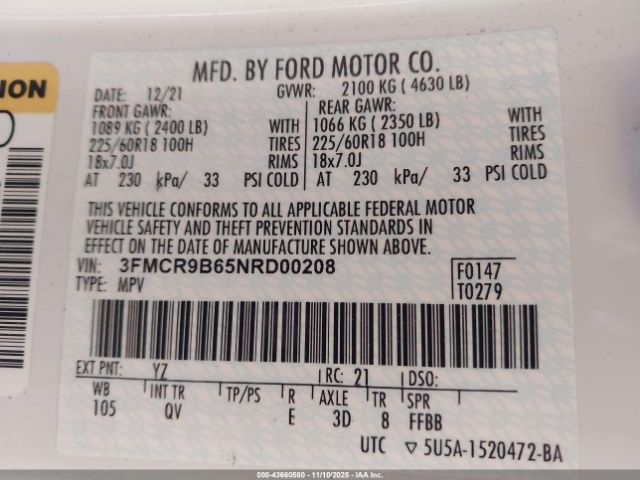 NION
MFD. BY FORD MOTOR CO.
DATE: 12/21 GVWR: 2100 KG ( 4630 LB)
FRONT GAWR: REAR GAWR:
1089 KG ( 2400 LB) WITH 1066 KG ( 2350 LB) WITH
225/60R18 100H TIRES 225/60R18 100H TIRES
18x7.0J RIMS 18x7.0J RIMS
AT 230 kPa/ 33 PSI COLD AT 230 kPa/ 33 PSI COLD
THIS VEHICLE CONFORMS TO ALL APPLICABLE FEDERAL MOTOR
VEHICLE SAFETY AND THEFT PREVENTION STANDARDS IN
EFFECT ON THE DATE OF MANUFACTURE SHOWN ABOVE.
VIN: 3FMCR9B65NRD00208 F0147
TYPE: MPV T0279
EXT PNT: YZ RC: 21 DSO:
WB INT TR TP/PS R AXLE TR SPR
105 QV E 3D 8 FFBB
UTC ▽ 5U5A-1520472-BA
000-43660580 - 11/10/2025 - IAA Inc.